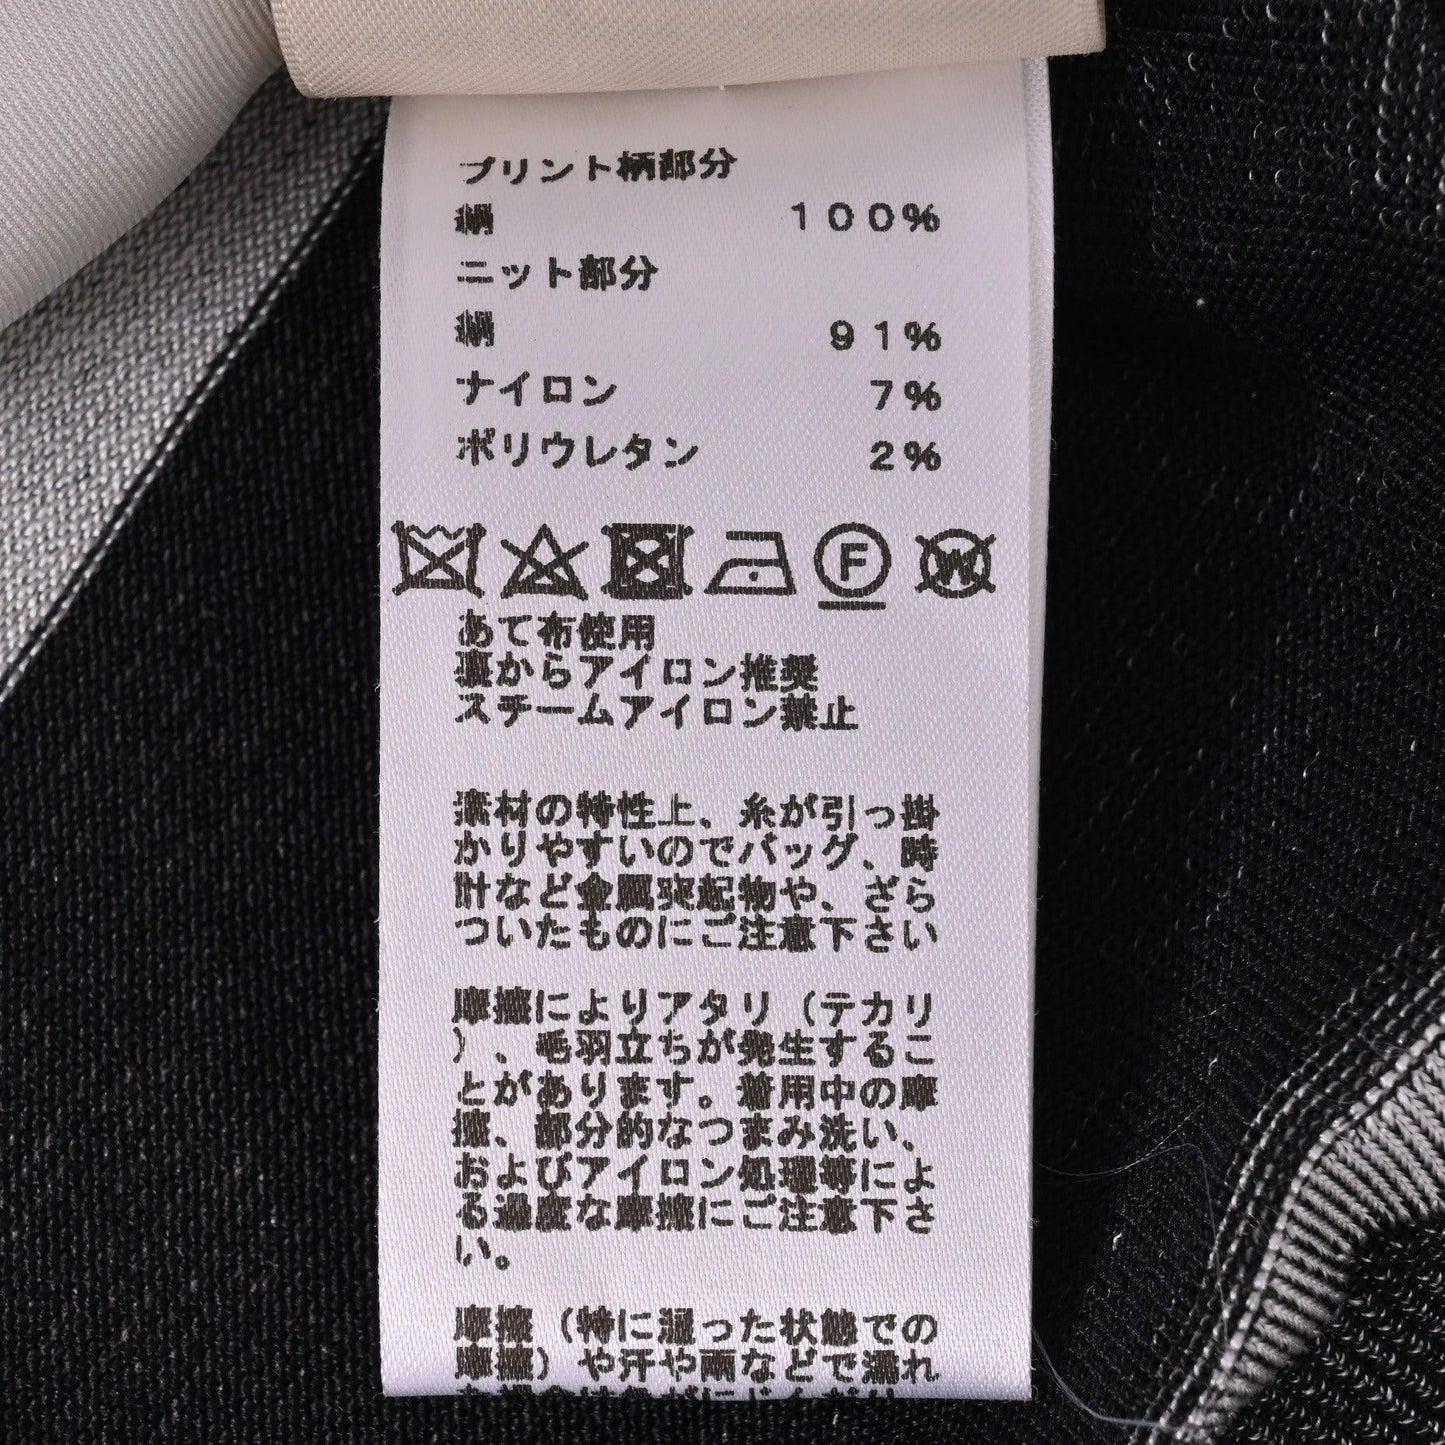 プリント柄部分
絹 100%
ニット部分
絹 91%
ナイロン 7%
ポリウレタン 2%
F W
あて布使用
裏からアイロン推奨
スチームアイロン禁止
素材の特性上、糸が引っ掛
かりやすいのでバッグ、時
計など金属突起物や、ざら
ついたものにご注意下さい
摩擦によりアタリ（テカリ
）、毛羽立ちが発生するこ
とがあります。着用中の摩
擦、部分的なつまみ洗い、
およびアイロン処理等によ
る過度な摩擦にご注意下さ
い。
摩擦（特に湿った状態での
摩擦）や汗や雨などで濡れ